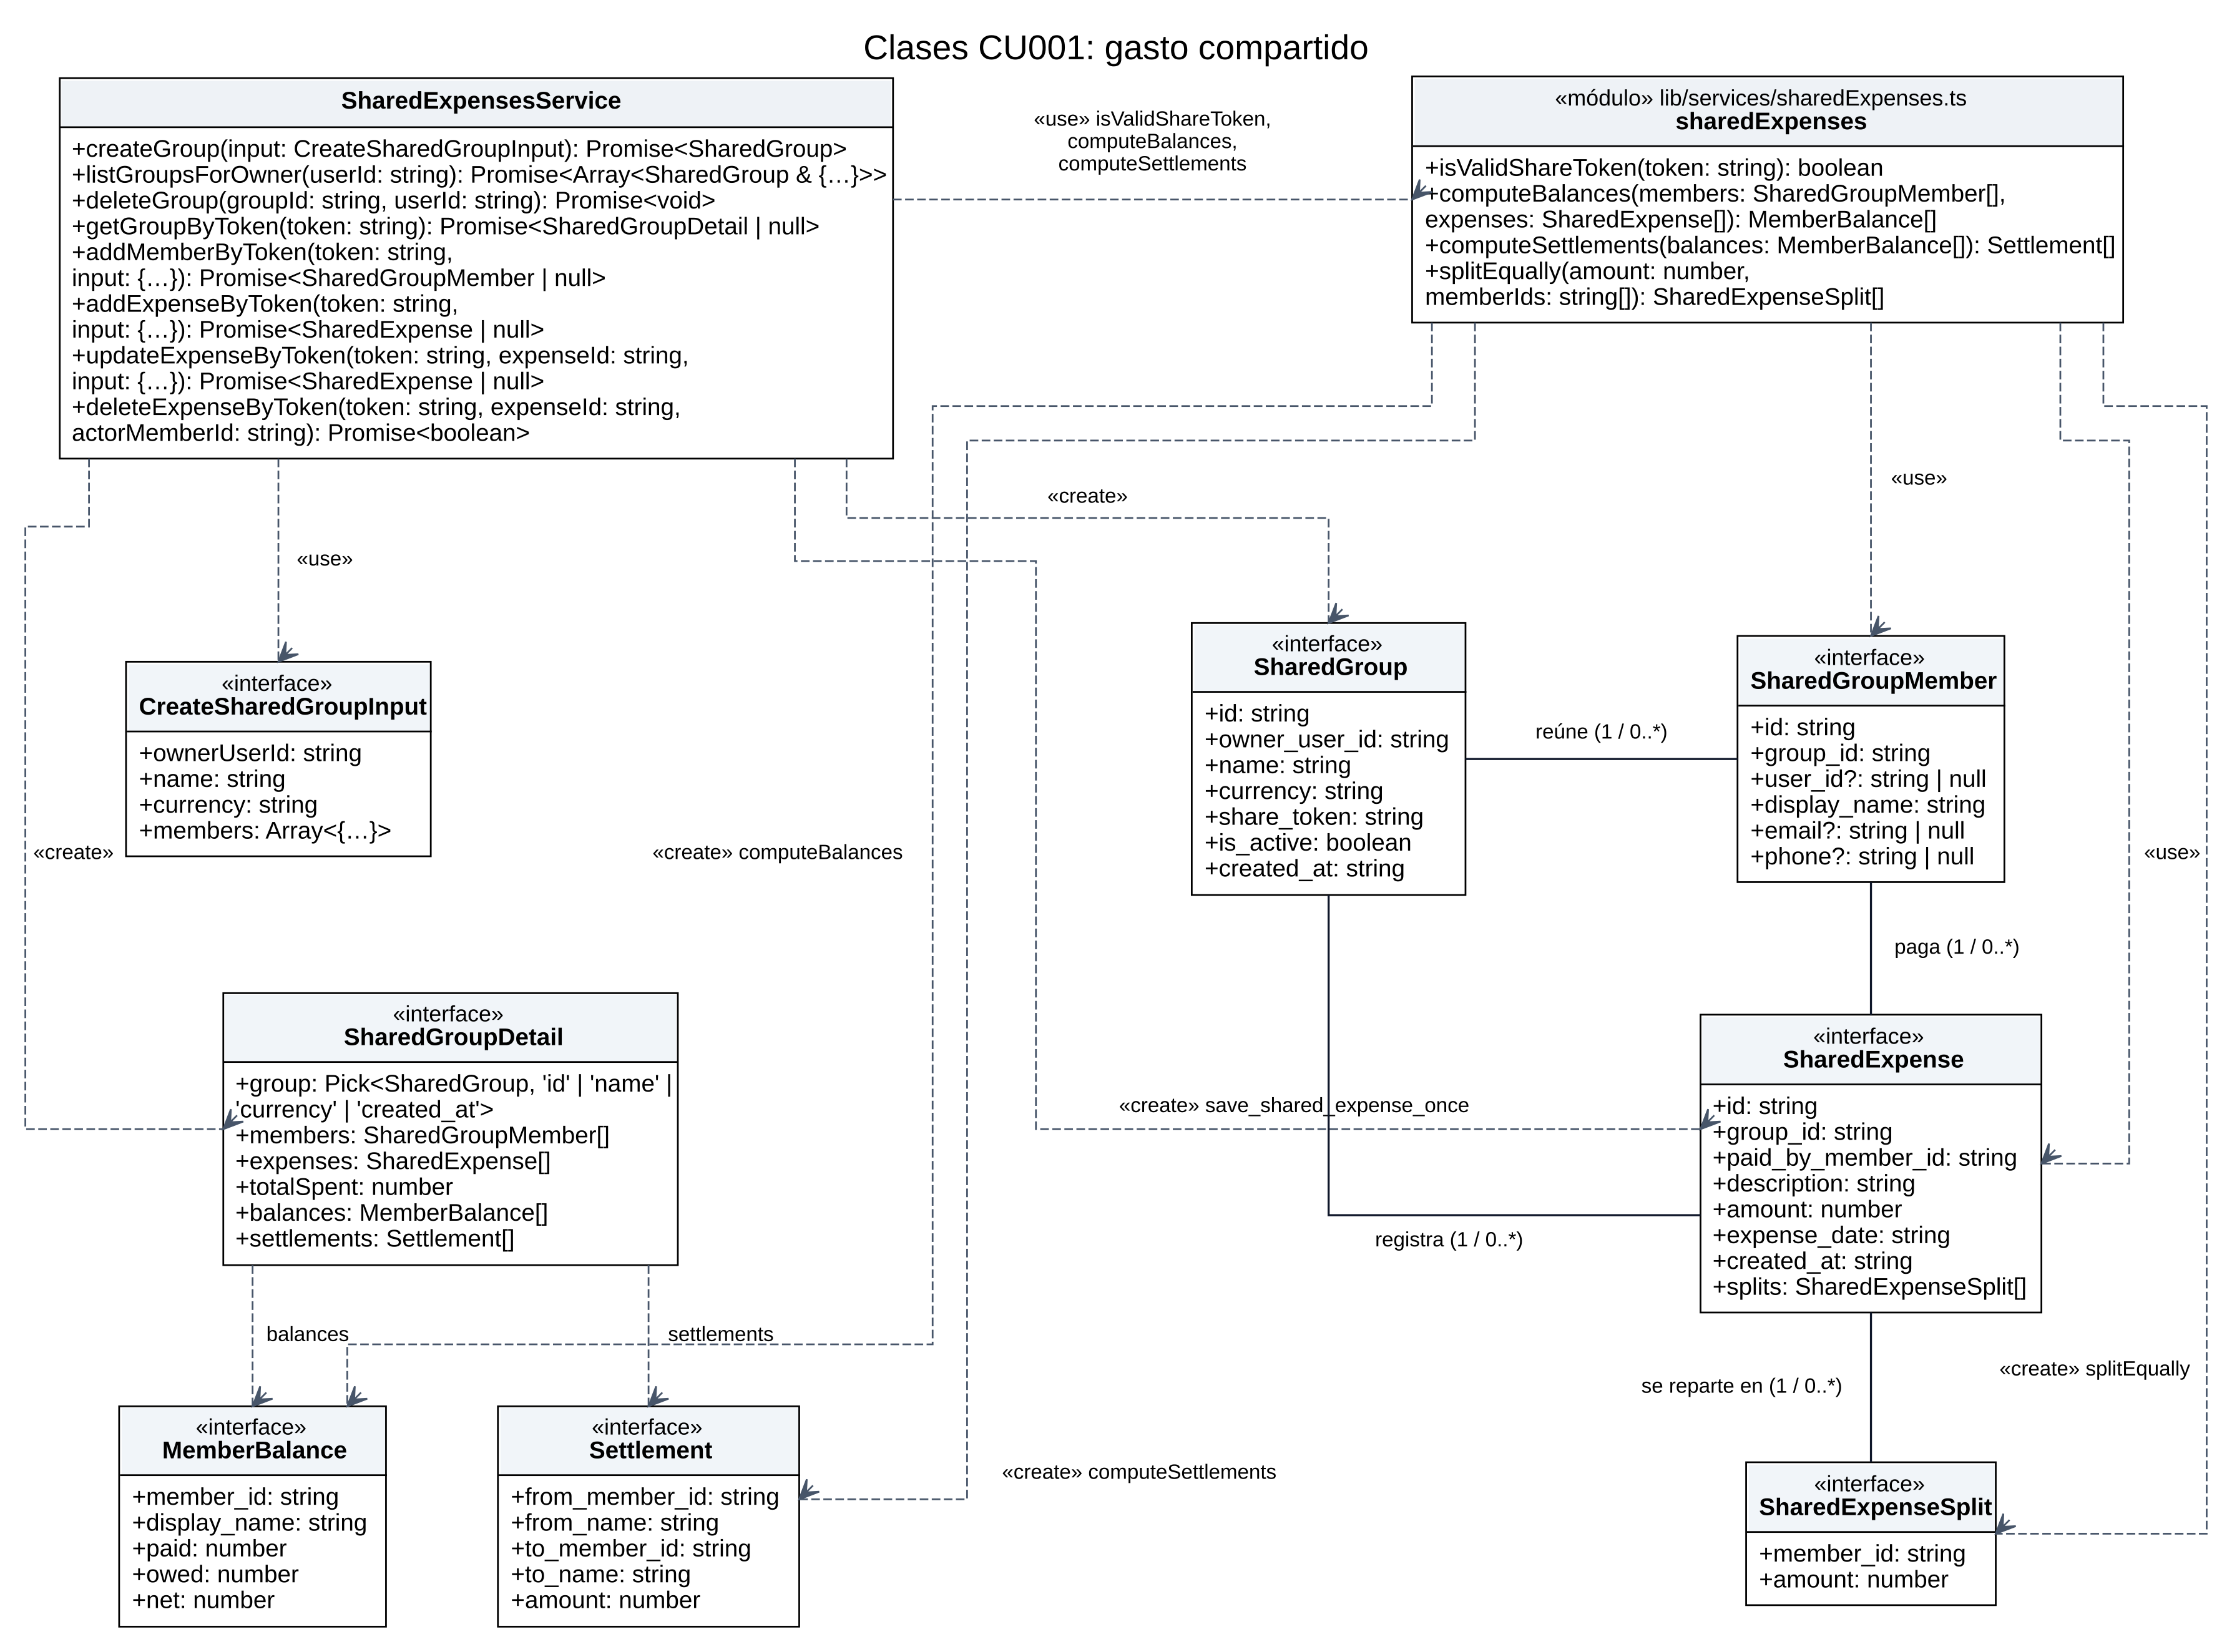 Clases CU001: gasto compartido
SharedExpensesService
+createGroup(input: CreateSharedGroupInput): Promise<SharedGroup>
+listGroupsForOwner(userId: string): Promise<Array<SharedGroup & {…}>>
+deleteGroup(groupId: string, userId: string): Promise<void>
+getGroupByToken(token: string): Promise<SharedGroupDetail | null>
+addMemberByToken(token: string,
input: {…}): Promise<SharedGroupMember | null>
+addExpenseByToken(token: string,
input: {…}): Promise<SharedExpense | null>
+updateExpenseByToken(token: string, expenseId: string,
input: {…}): Promise<SharedExpense | null>
+deleteExpenseByToken(token: string, expenseId: string,
actorMemberId: string): Promise<boolean>
«use» isValidShareToken,
computeBalances,
computeSettlements
«módulo» lib/services/sharedExpenses.ts
sharedExpenses
+isValidShareToken(token: string): boolean
+computeBalances(members: SharedGroupMember[],
expenses: SharedExpense[]): MemberBalance[]
+computeSettlements(balances: MemberBalance[]): Settlement[]
+splitEqually(amount: number,
memberIds: string[]): SharedExpenseSplit[]
«create»
«use»
«use»
«interface»
CreateSharedGroupInput
+ownerUserId: string
+name: string
+currency: string
+members: Array<{…}>
«interface»
SharedGroup
+id: string
+owner_user_id: string
+name: string
+currency: string
+share_token: string
+is_active: boolean
+created_at: string
reúne (1 / 0..*)
«interface»
SharedGroupMember
+id: string
+group_id: string
+user_id?: string | null
+display_name: string
+email?: string | null
+phone?: string | null
«create»
«create» computeBalances
«use»
paga (1 / 0..*)
«interface»
SharedGroupDetail
+group: Pick<SharedGroup, 'id' | 'name' |
'currency' | 'created_at'>
+members: SharedGroupMember[]
+expenses: SharedExpense[]
+totalSpent: number
+balances: MemberBalance[]
+settlements: Settlement[]
«create» save_shared_expense_once
«interface»
SharedExpense
+id: string
+group_id: string
+paid_by_member_id: string
+description: string
+amount: number
+expense_date: string
+created_at: string
+splits: SharedExpenseSplit[]
registra (1 / 0..*)
balances
settlements
se reparte en (1 / 0..*)
«create» splitEqually
«interface»
MemberBalance
+member_id: string
+display_name: string
+paid: number
+owed: number
+net: number
«interface»
Settlement
+from_member_id: string
+from_name: string
+to_member_id: string
+to_name: string
+amount: number
«create» computeSettlements
«interface»
SharedExpenseSplit
+member_id: string
+amount: number